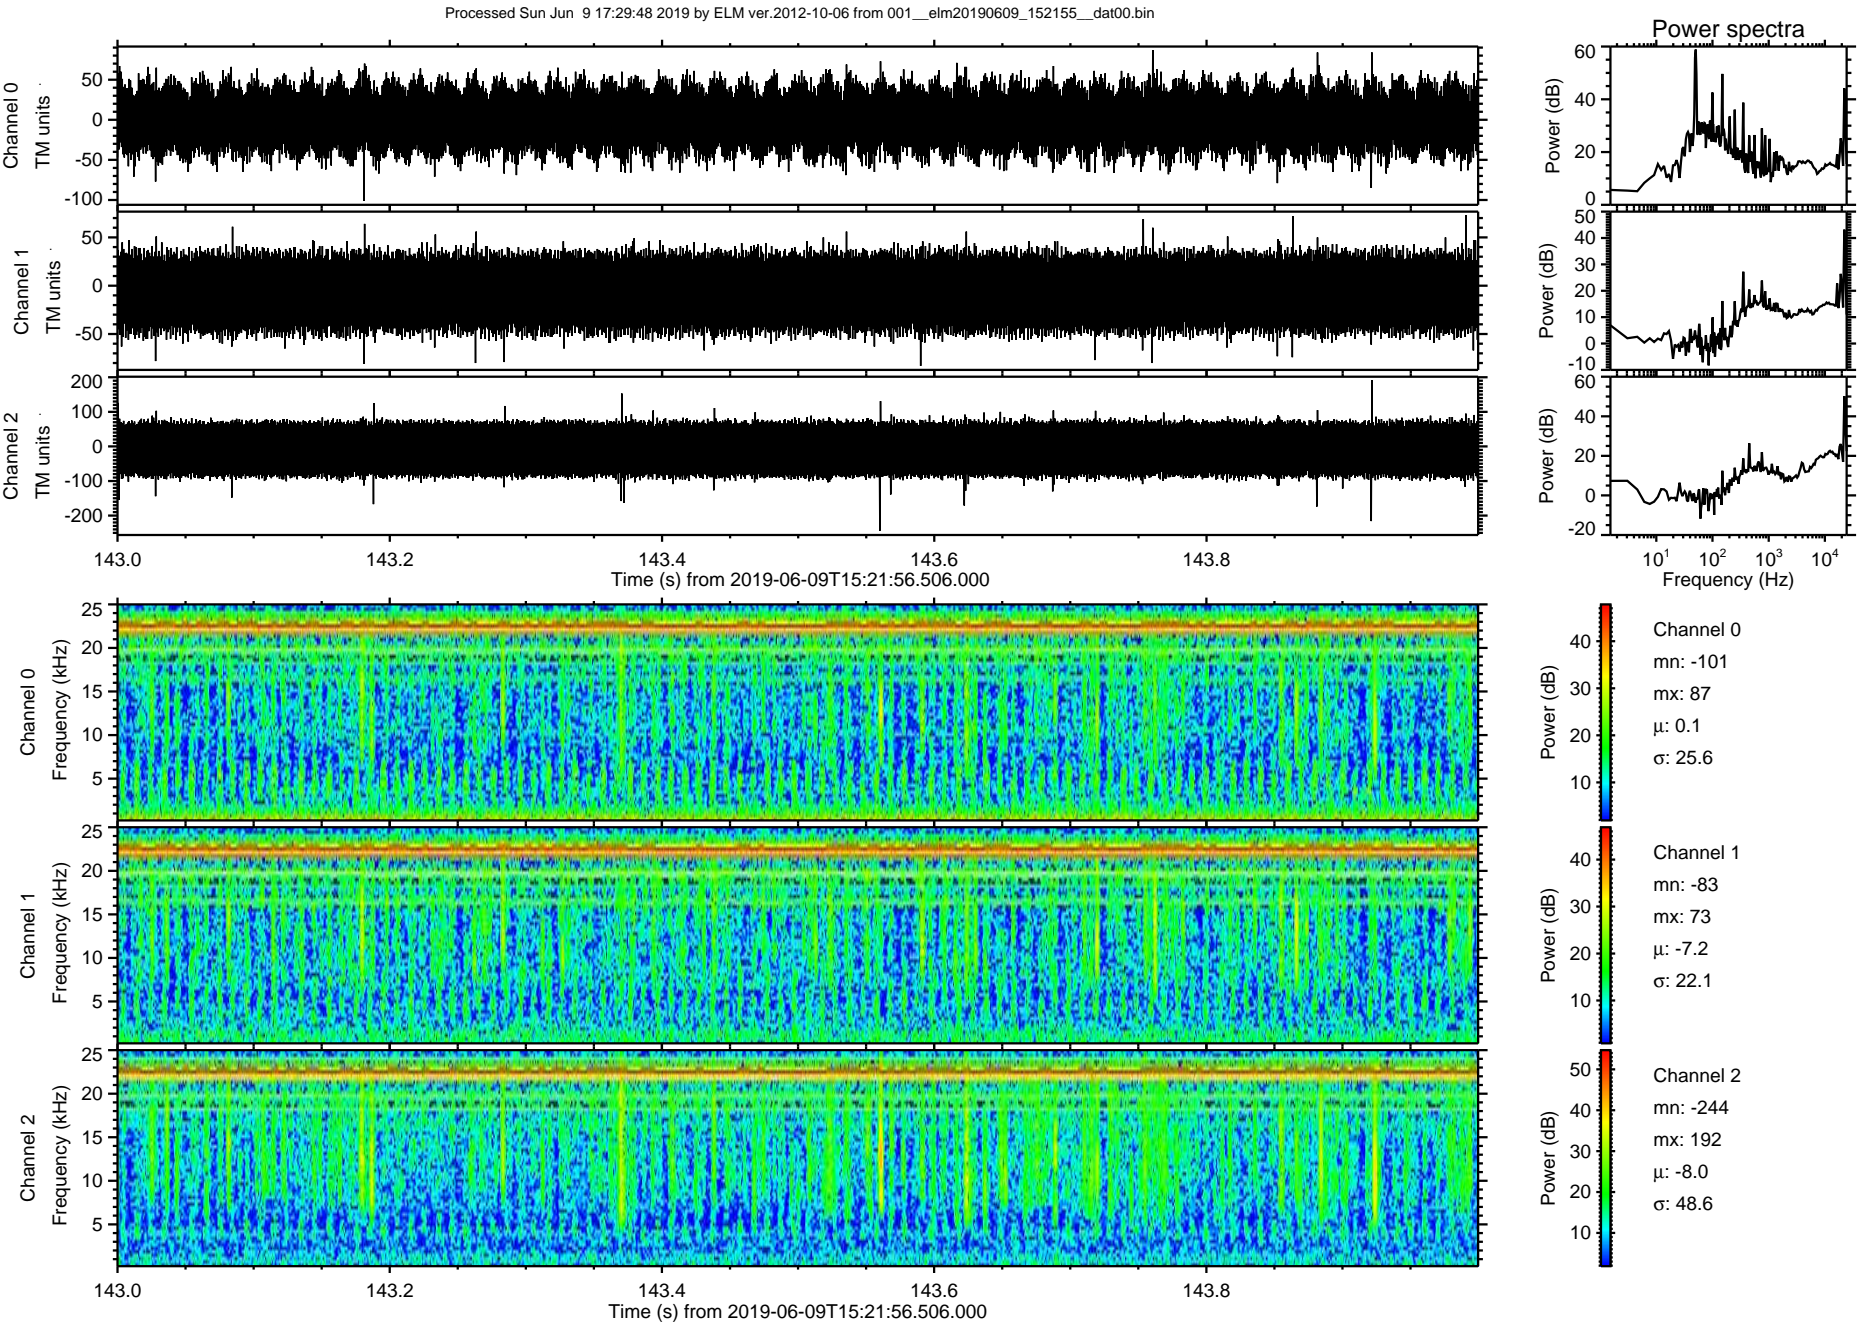 Processed Sun Jun 9 17:29:48 2019 by ELM ver.2012-10-06 from 001__elm20190609_152155__dat00.bin
Power spectra
Channel 0
TM units
50
0
-50
-100
Power (dB)
60
40
20
0
Channel 1
TM units
50
0
-50
Power (dB)
50
40
30
20
10
0
-10
Channel 2
TM units
200
100
0
-100
-200
Power (dB)
60
40
20
0
-20
143.0 143.2 143.4 143.6 143.8
Time (s) from 2019-06-09T15:21:56.506.000
10¹ 10² 10³ 10⁴
Frequency (Hz)
Channel 0
Frequency (kHz)
25
20
15
10
5
Power (dB)
40
30
20
10
Channel 0
mn: -101
mx: 87
µ: 0.1
σ: 25.6
Channel 1
Frequency (kHz)
25
20
15
10
5
Power (dB)
40
30
20
10
Channel 1
mn: -83
mx: 73
µ: -7.2
σ: 22.1
Channel 2
Frequency (kHz)
25
20
15
10
5
Power (dB)
50
40
30
20
10
Channel 2
mn: -244
mx: 192
µ: -8.0
σ: 48.6
143.0 143.2 143.4 143.6 143.8
Time (s) from 2019-06-09T15:21:56.506.000